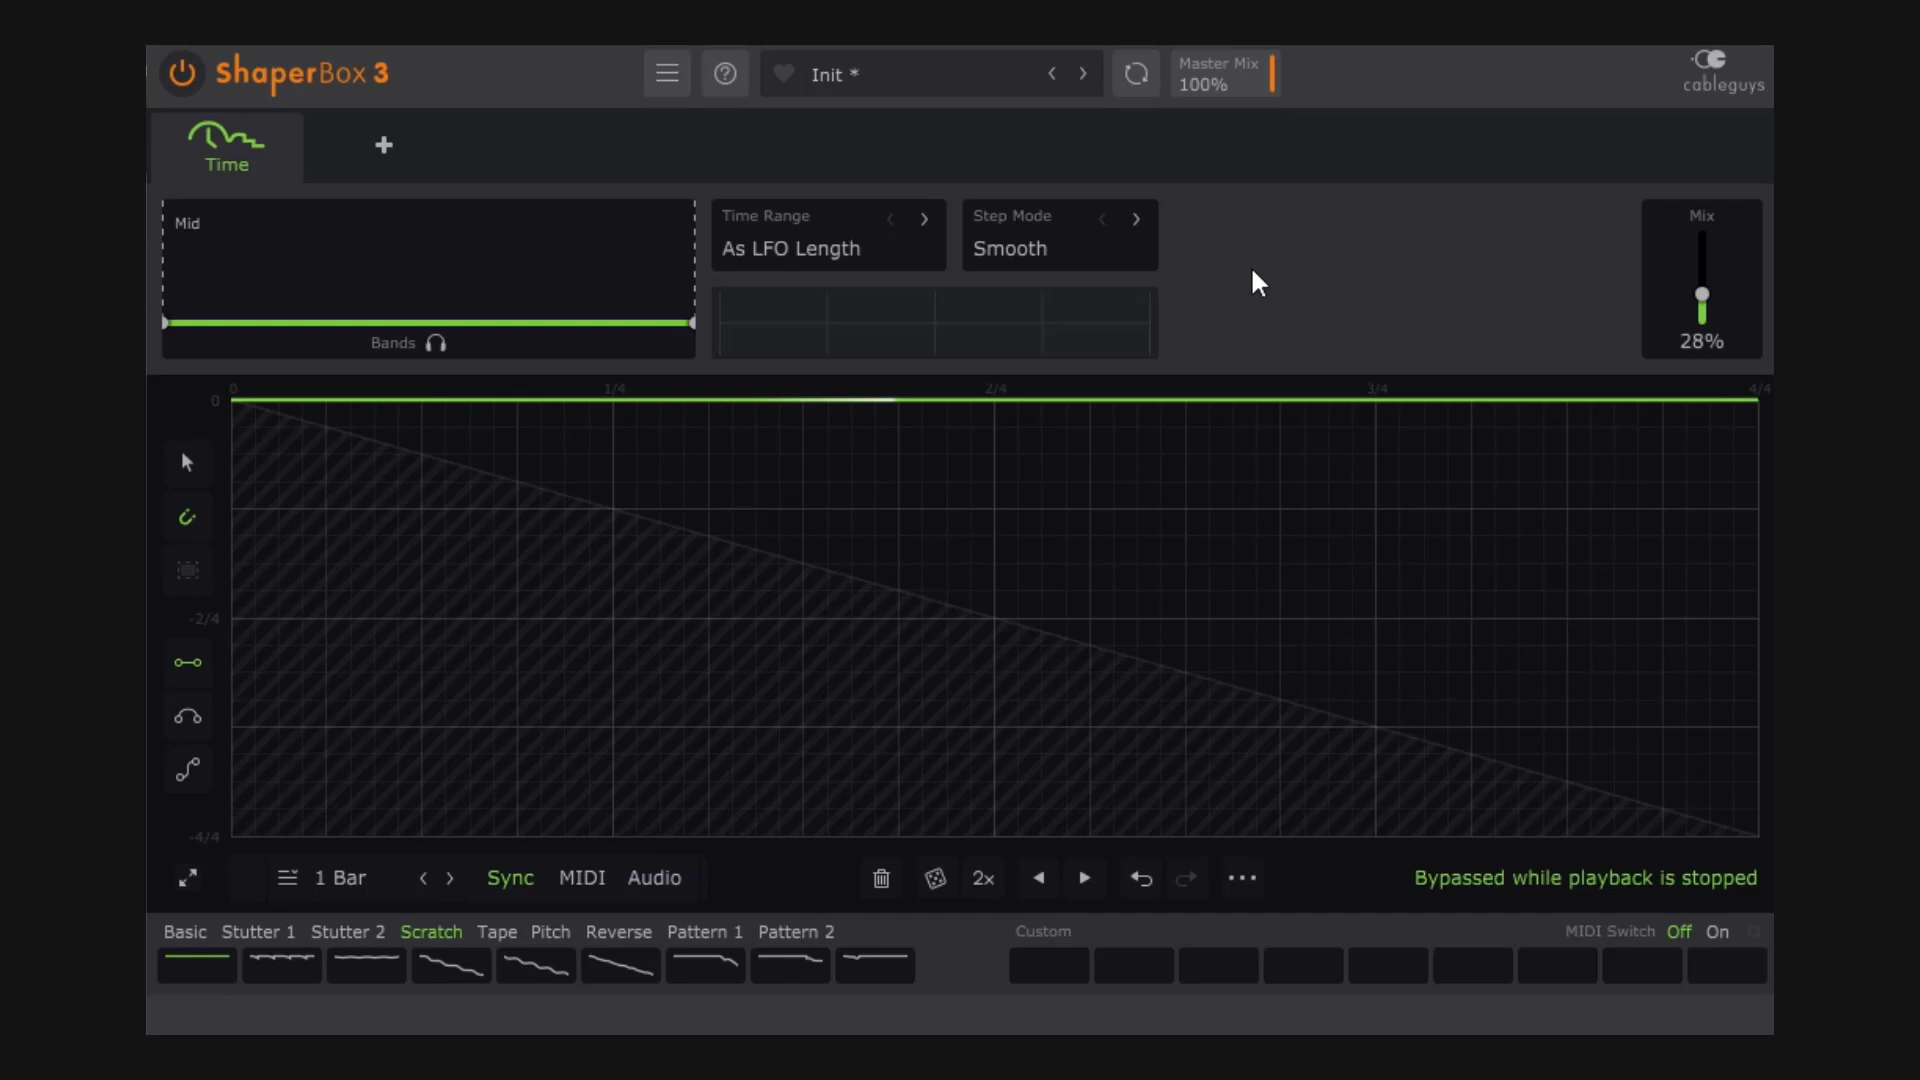 ShaperBox 3
Init *
Master Mix
100%
cableguys
Time
Mid
Bands
Time Range
As LFO Length
Step Mode
Smooth
Mix
28%
0 1/4 2/4 3/4 4/4
0
-2/4
-4/4
1 Bar
Sync MIDI Audio
2x
Bypassed while playback is stopped
Basic Stutter 1 Stutter 2 Scratch Tape Pitch Reverse Pattern 1 Pattern 2
Custom
MIDI Switch Off On